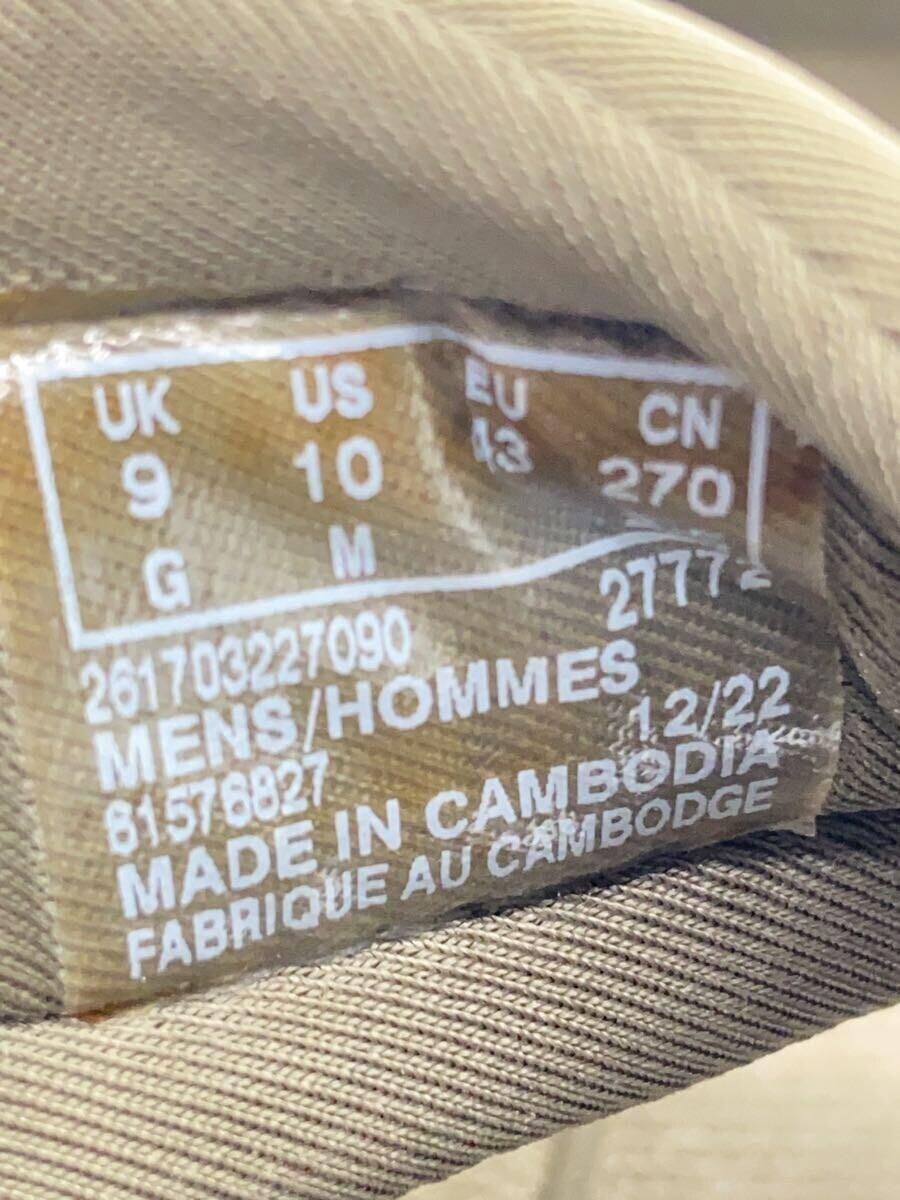 UK US EU CN
9 10 43 270
G M
261703227090 2777
MENS/HOMMES
61576827 12/22
MADE IN CAMBODIA
FABRIQUE AU CAMBODGE